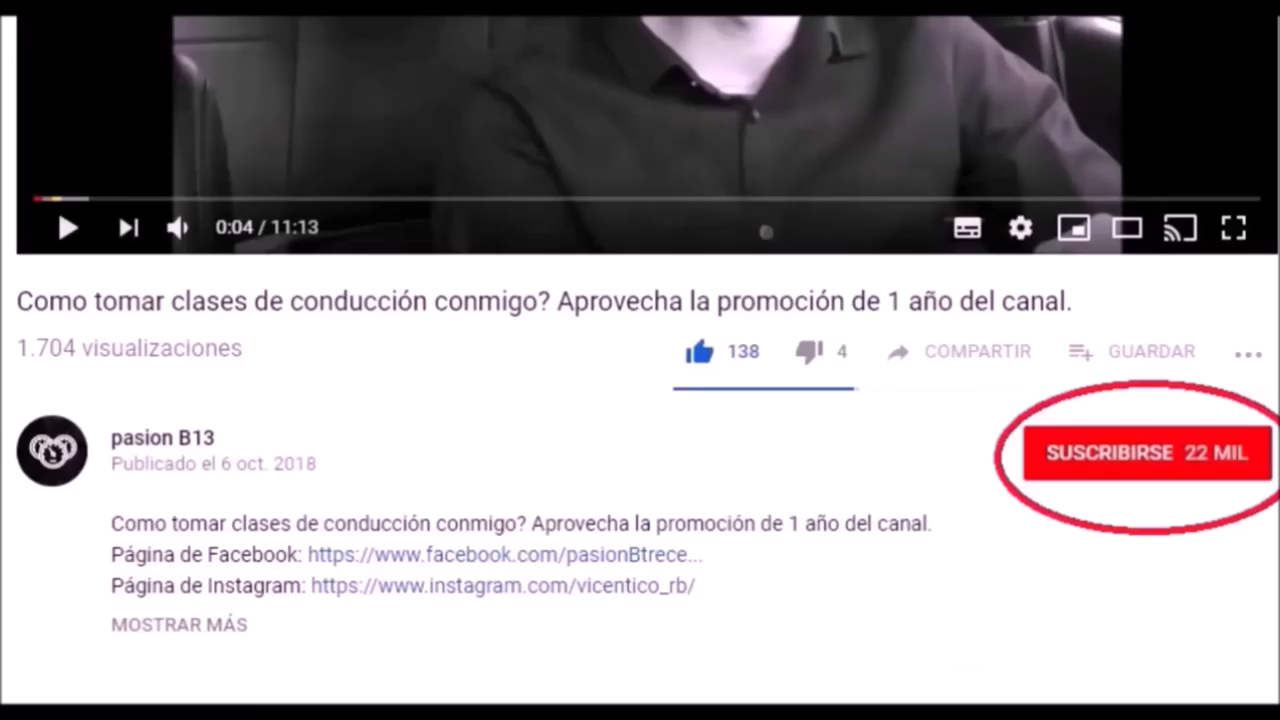 0:04 / 11:13
Como tomar clases de conducción conmigo? Aprovecha la promoción de 1 año del canal.
1.704 visualizaciones
138
4
COMPARTIR
GUARDAR
pasion B13
Publicado el 6 oct. 2018
SUSCRIBIRSE 22 MIL
Como tomar clases de conducción conmigo? Aprovecha la promoción de 1 año del canal.
Página de Facebook: https://www.facebook.com/pasionBtrece...
Página de Instagram: https://www.instagram.com/vicentico_rb/
MOSTRAR MÁS